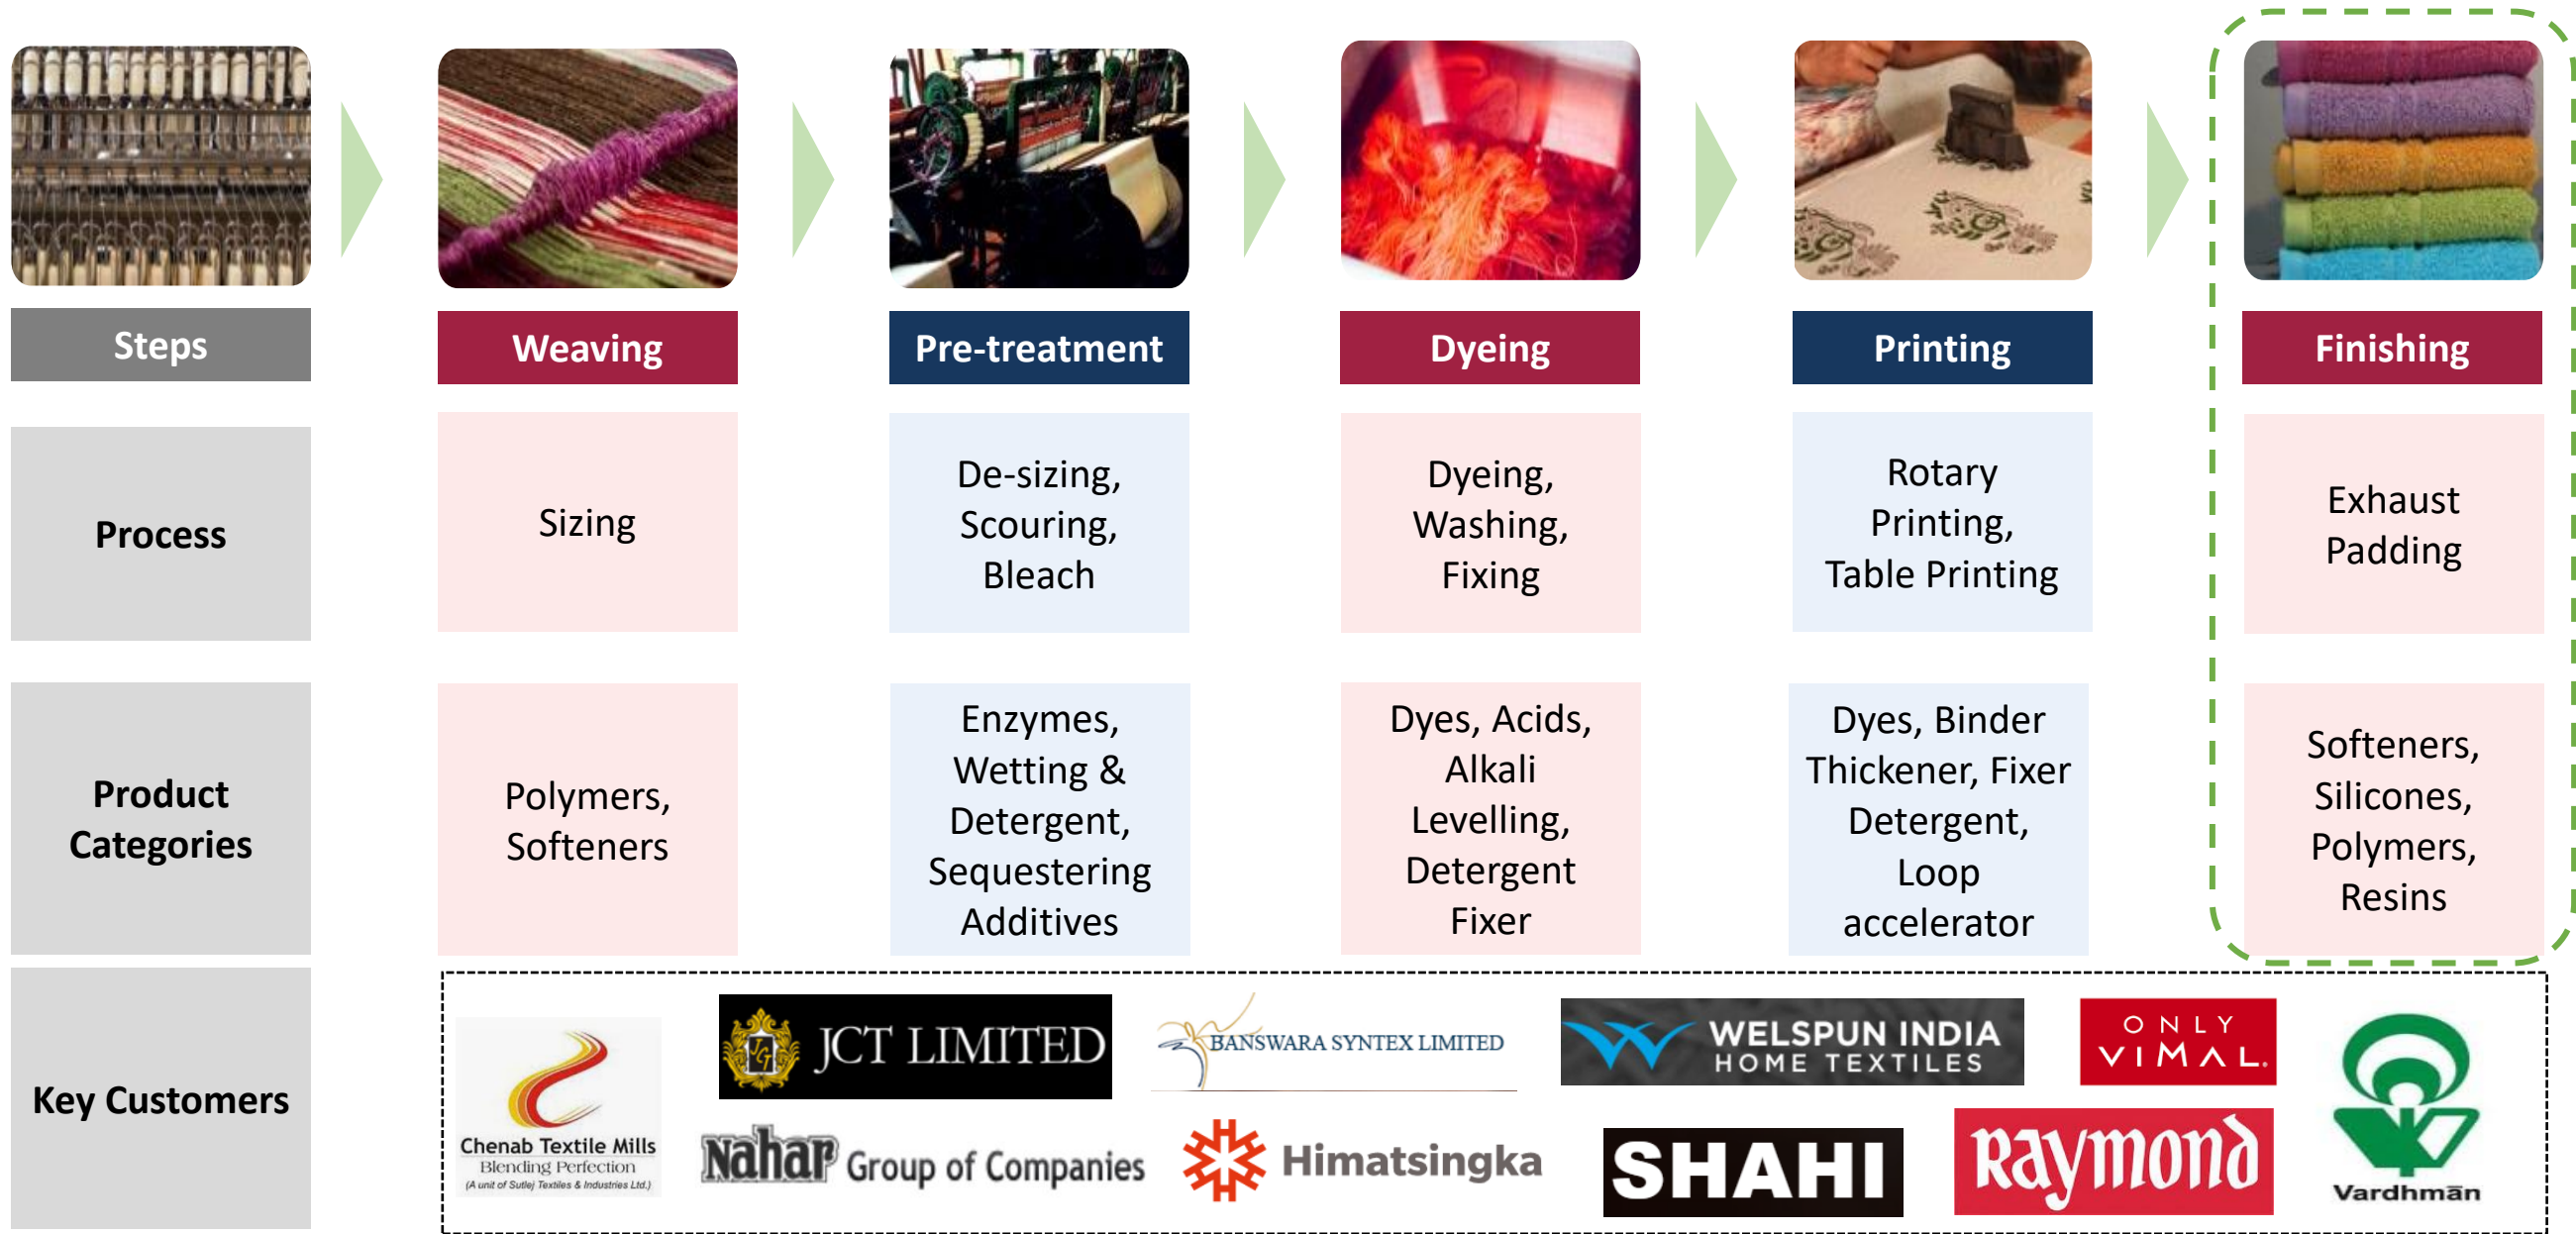 Steps
Weaving
Pre-treatment
Dyeing
Printing
Finishing
Process
Sizing
De-sizing,
Scouring,
Bleach
Dyeing,
Washing,
Fixing
Rotary
Printing,
Table Printing
Exhaust
Padding
Product
Categories
Polymers,
Softeners
Enzymes,
Wetting &
Detergent,
Sequestering
Additives
Dyes, Acids,
Alkali
Levelling,
Detergent
Fixer
Dyes, Binder
Thickener, Fixer
Detergent,
Loop
accelerator
Softeners,
Silicones,
Polymers,
Resins
Key Customers
Chenab Textile Mills
Blending Perfection
(A unit of Sutlej Textiles & Industries Ltd.)
JCT LIMITED
BANSWARA SYNTEX LIMITED
WELSPUN INDIA
HOME TEXTILES
ONLY
VIMAL.
Nahar Group of Companies
Himatsingka
SHAHI
Raymond
Vardhmān